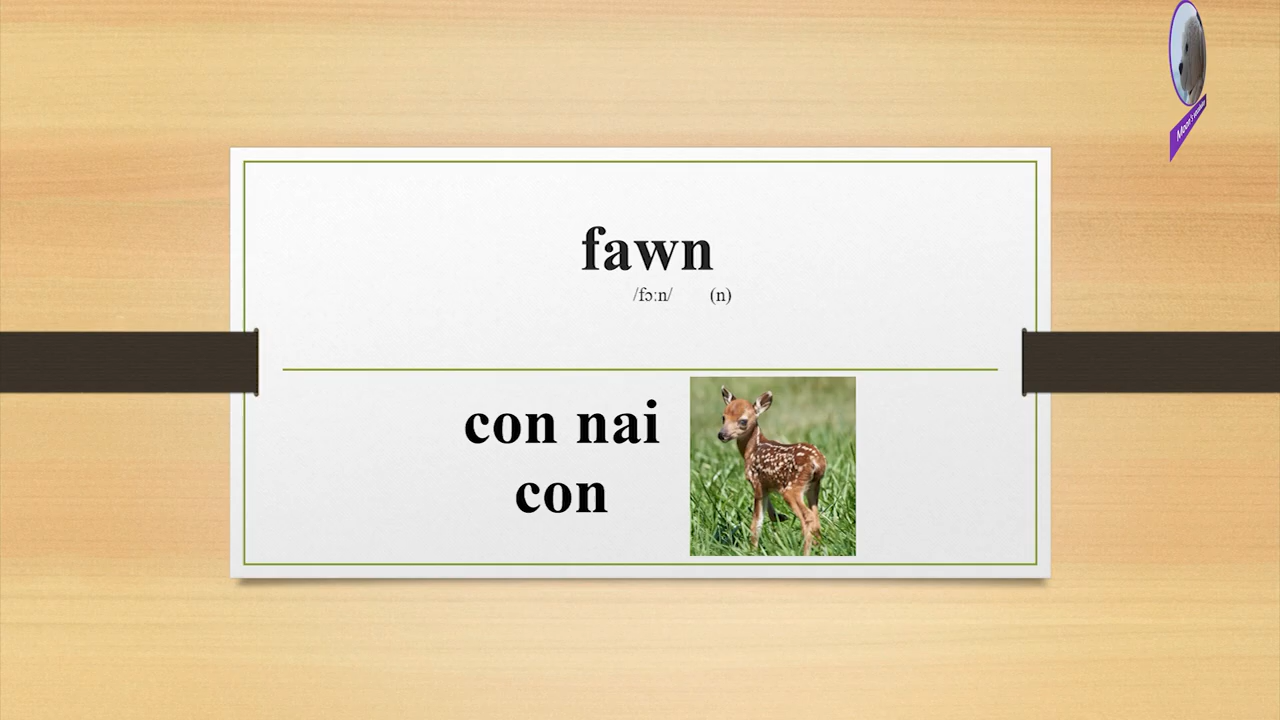 fawn
/fɔːn/ (n)
con nai
con